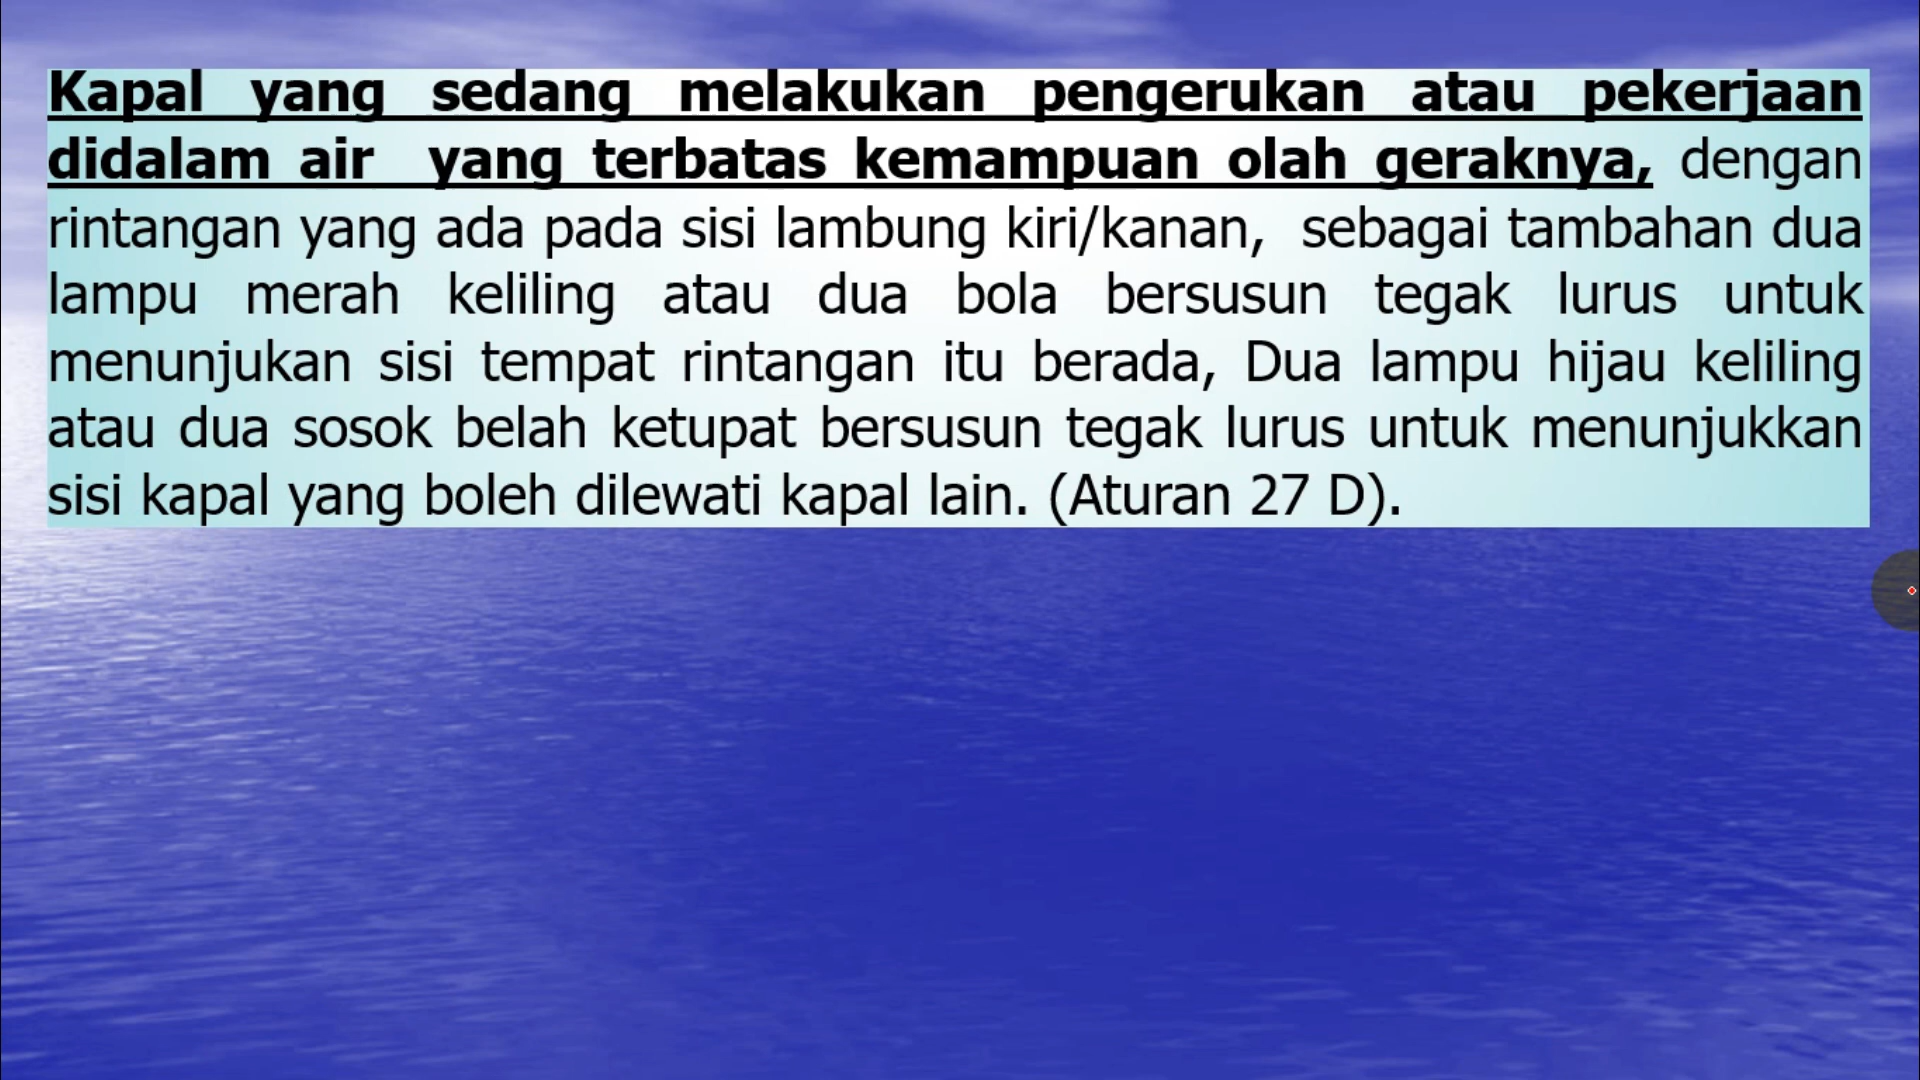 Kapal yang sedang melakukan pengerukan atau pekerjaan
didalam air yang terbatas kemampuan olah geraknya, dengan
rintangan yang ada pada sisi lambung kiri/kanan, sebagai tambahan dua
lampu merah keliling atau dua bola bersusun tegak lurus untuk
menunjukan sisi tempat rintangan itu berada, Dua lampu hijau keliling
atau dua sosok belah ketupat bersusun tegak lurus untuk menunjukkan
sisi kapal yang boleh dilewati kapal lain. (Aturan 27 D).